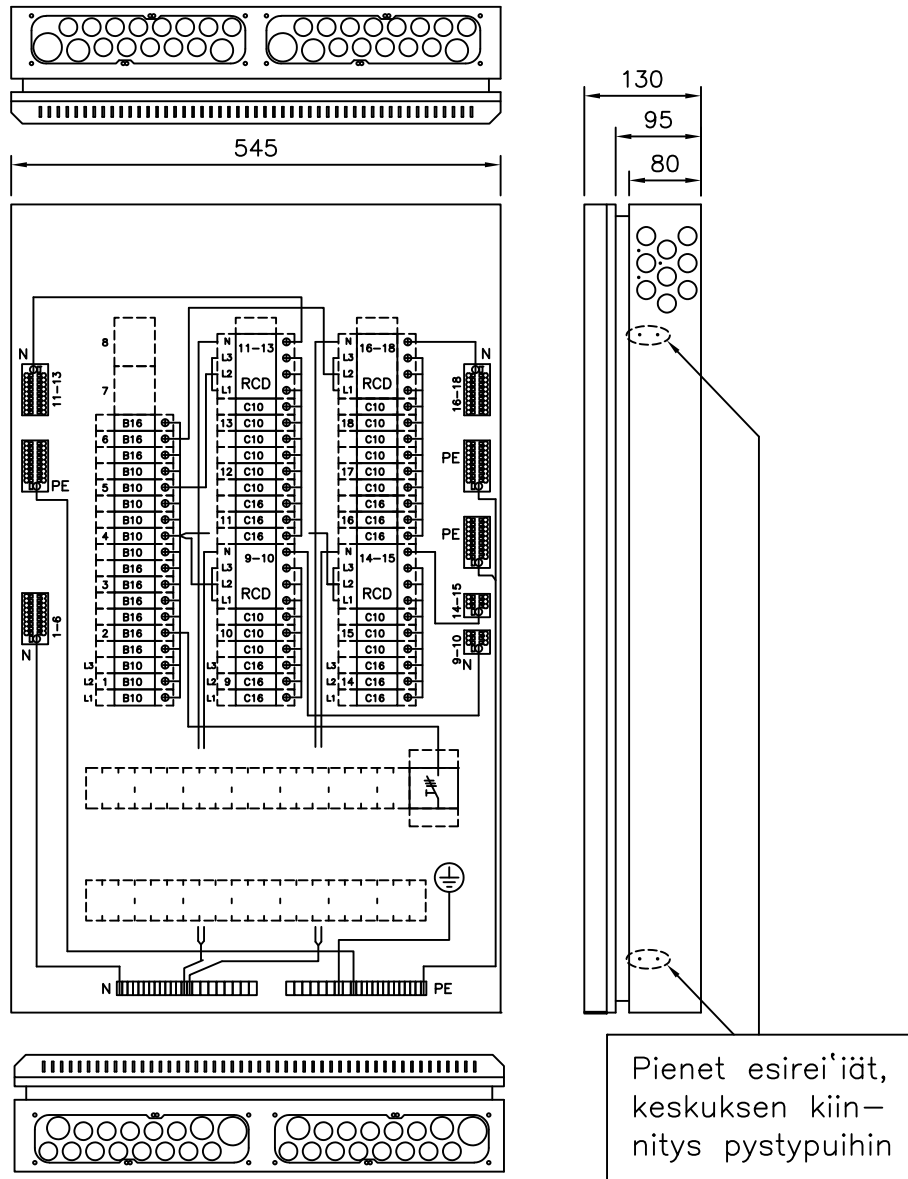 130
95
80
545
8
N 11-13
N 16-18
N
N
L3
L3
11-13
L2
L2
16-18
7
RCD
RCD
L1
L1
C10
C10
B16
13 C10
18 C10
6 B16
C10
C10
B16
C10
C10
PE
B10
12 C10
17 C10
PE
5 B10
C10
C10
B10
C16
C16
B10
11 C16
16 C16
PE
4 B10
C16
C16
B10
N 9-10
N 14-15
B16
L3
L3
3 B16
L2
L2
RCD
RCD
B16
L1
L1
14-15
1-6
B16
C10
C10
2 B16
10 C10
15 C10
9-10
N
B16
C10
C10
N
L3 B10
L3 C16
L3 C16
L2 1 B10
L2 9 C16
L2 14 C16
L1 B10
L1 C16
L1 C16
N
PE
Pienet esirei'iät,
keskuksen kiin-
nitys pystypuihin